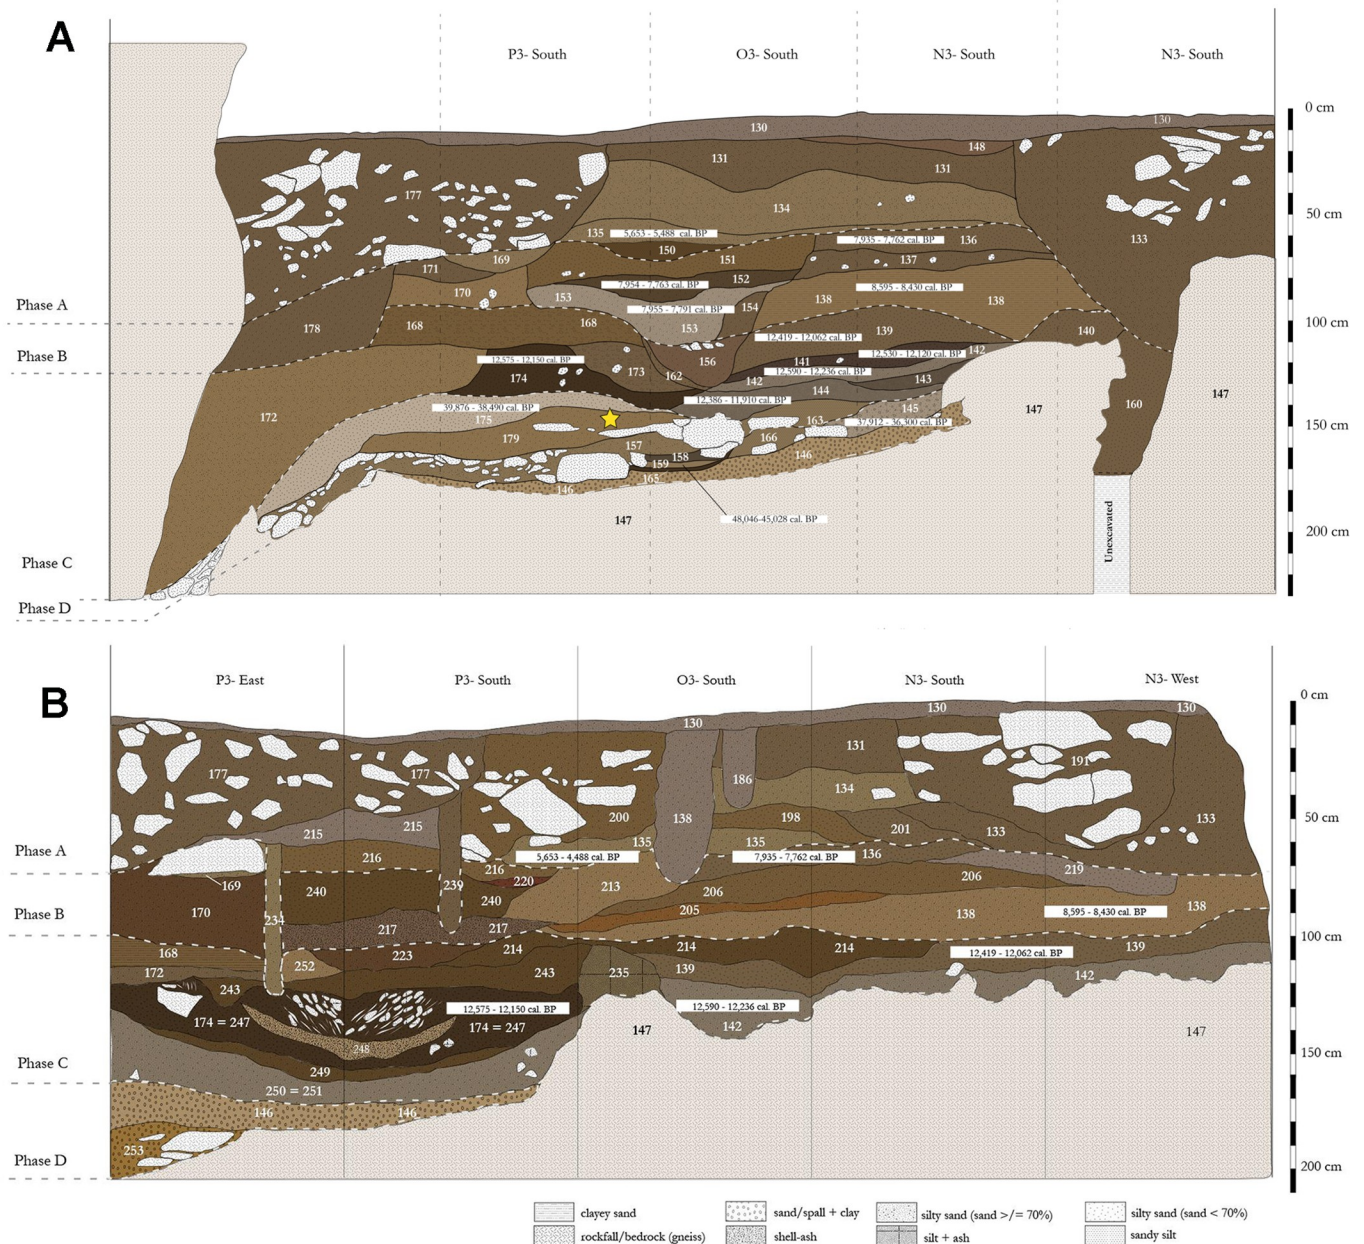 A
P3- South
O3- South
N3- South
N3- South
0 cm
130
130
148
131
131
177
134
50 cm
135
5,653 - 5,488 cal. BP
7,935 - 7,762 cal. BP
136
133
150
169
151
137
171
152
7,954 - 7,763 cal. BP
8,595 - 8,430 cal. BP
170
153
138
138
Phase A
7,955 - 7,791 cal. BP
154
100 cm
178
168
168
153
139
140
12,419 - 12,062 cal. BP
Phase B
12,575 - 12,150 cal. BP
156
12,530 - 12,120 cal. BP
142
141
173
12,590 - 12,236 cal. BP
174
162
142
143
144
12,386 - 11,910 cal. BP
160
147
39,876 - 38,490 cal. BP
145
147
172
175
163
37,912 - 36,300 cal. BP
150 cm
179
157
166
158
146
159
165
146
147
48,046-45,028 cal. BP
Unexcavated
200 cm
Phase C
Phase D
B
P3- East
P3- South
O3- South
N3- South
N3- West
0 cm
130
130
130
131
191
177
177
186
134
50 cm
200
138
198
133
215
215
201
133
135
135
Phase A
216
5,653 - 4,488 cal. BP
7,935 - 7,762 cal. BP
136
216
219
169
220
206
239
240
213
206
240
170
205
Phase B
234
138
8,595 - 8,430 cal. BP
138
217
217
100 cm
214
214
214
139
168
223
12,419 - 12,062 cal. BP
252
172
243
235
139
142
243
12,575 - 12,150 cal. BP
12,590 - 12,236 cal. BP
174 = 247
174 = 247
147
142
147
248
150 cm
Phase C
249
250 = 251
146
146
253
Phase D
200 cm
clayey sand
sand/spall + clay
silty sand (sand >/= 70%)
silty sand (sand < 70%)
rockfall/bedrock (gneiss)
shell-ash
silt + ash
sandy silt